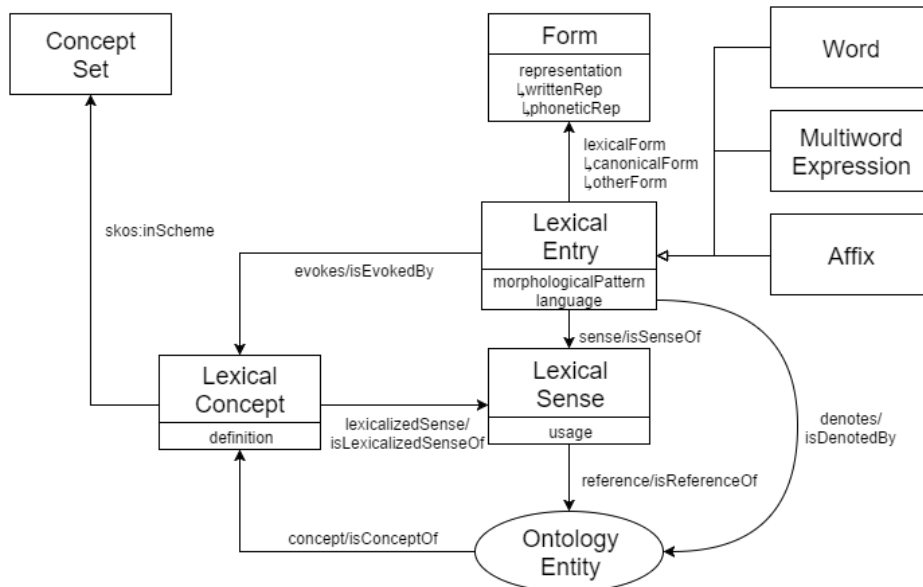 Concept
Set
Form
representation
↳writtenRep
↳phoneticRep
Word
Multiword
Expression
Affix
lexicalForm
↳canonicalForm
↳otherForm
skos:inScheme
Lexical
Entry
morphologicalPattern
language
evokes/isEvokedBy
sense/isSenseOf
Lexical
Concept
definition
lexicalizedSense/
isLexicalizedSenseOf
Lexical
Sense
usage
denotes/
isDenotedBy
reference/isReferenceOf
concept/isConceptOf
Ontology
Entity